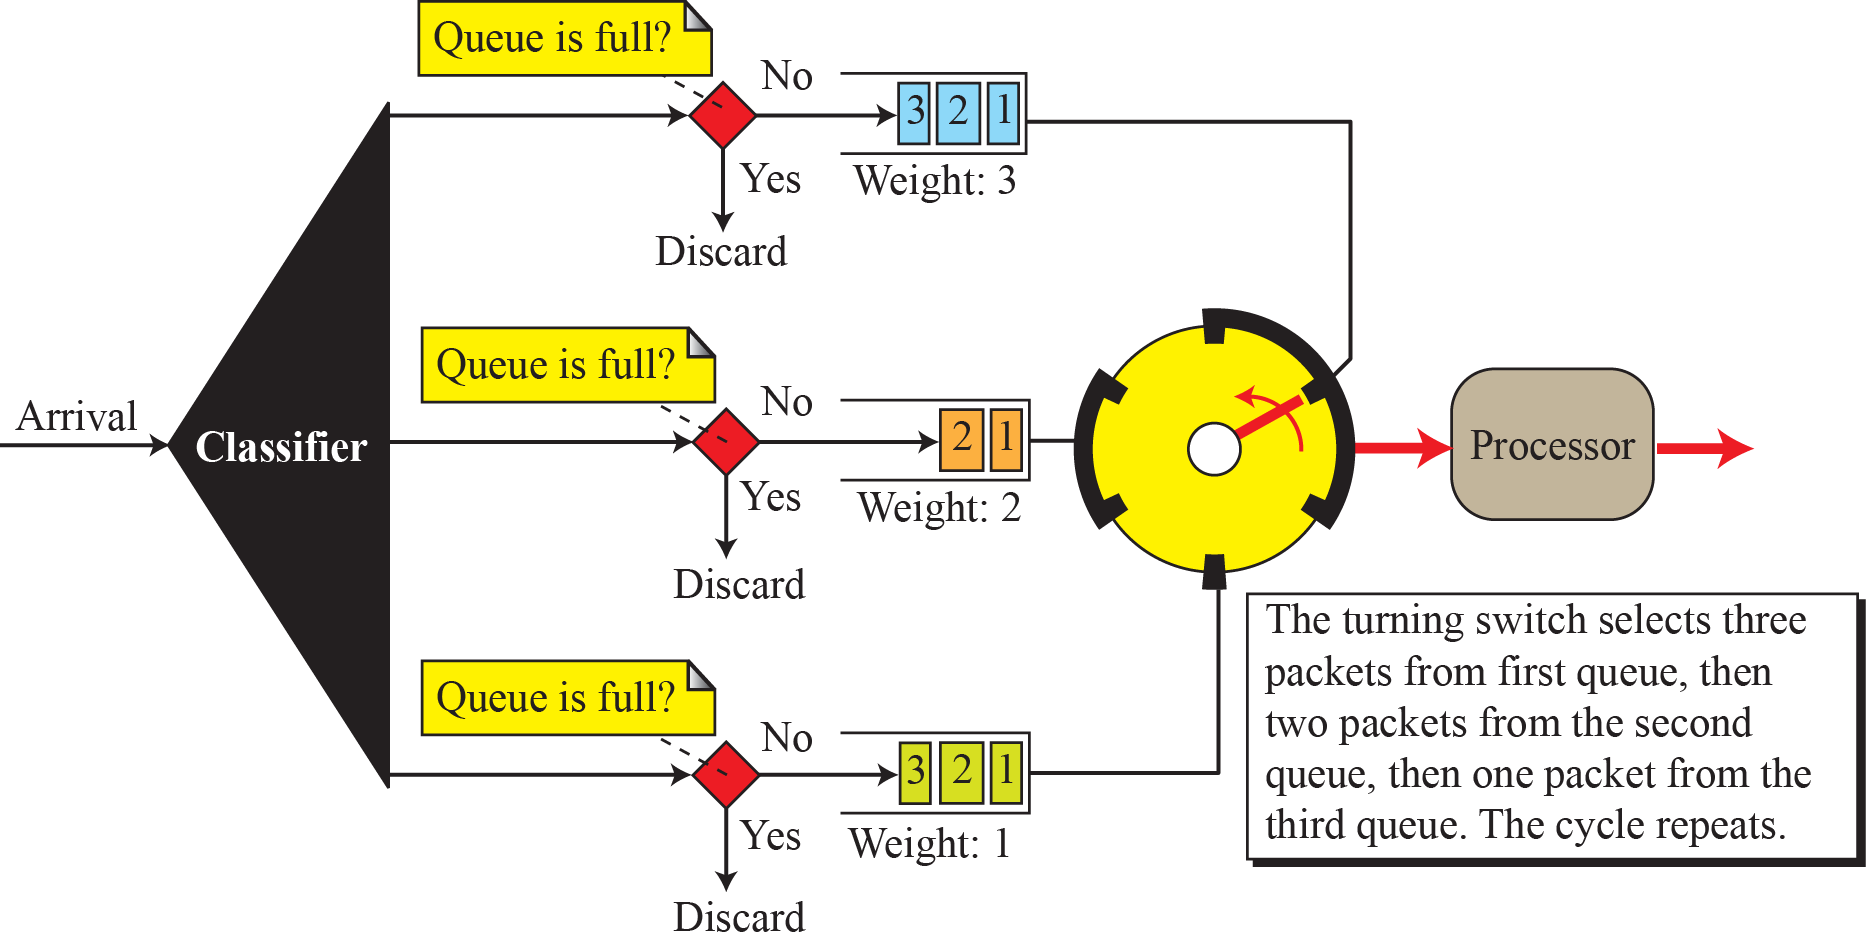 Queue is full?
No
3 2 1
Yes
Weight: 3
Discard
Queue is full?
No
2 1
Arrival
Classifier
Processor
Yes
Weight: 2
Discard
The turning switch selects three
packets from first queue, then
two packets from the second
queue, then one packet from the
third queue. The cycle repeats.
Queue is full?
No
3 2 1
Yes
Weight: 1
Discard